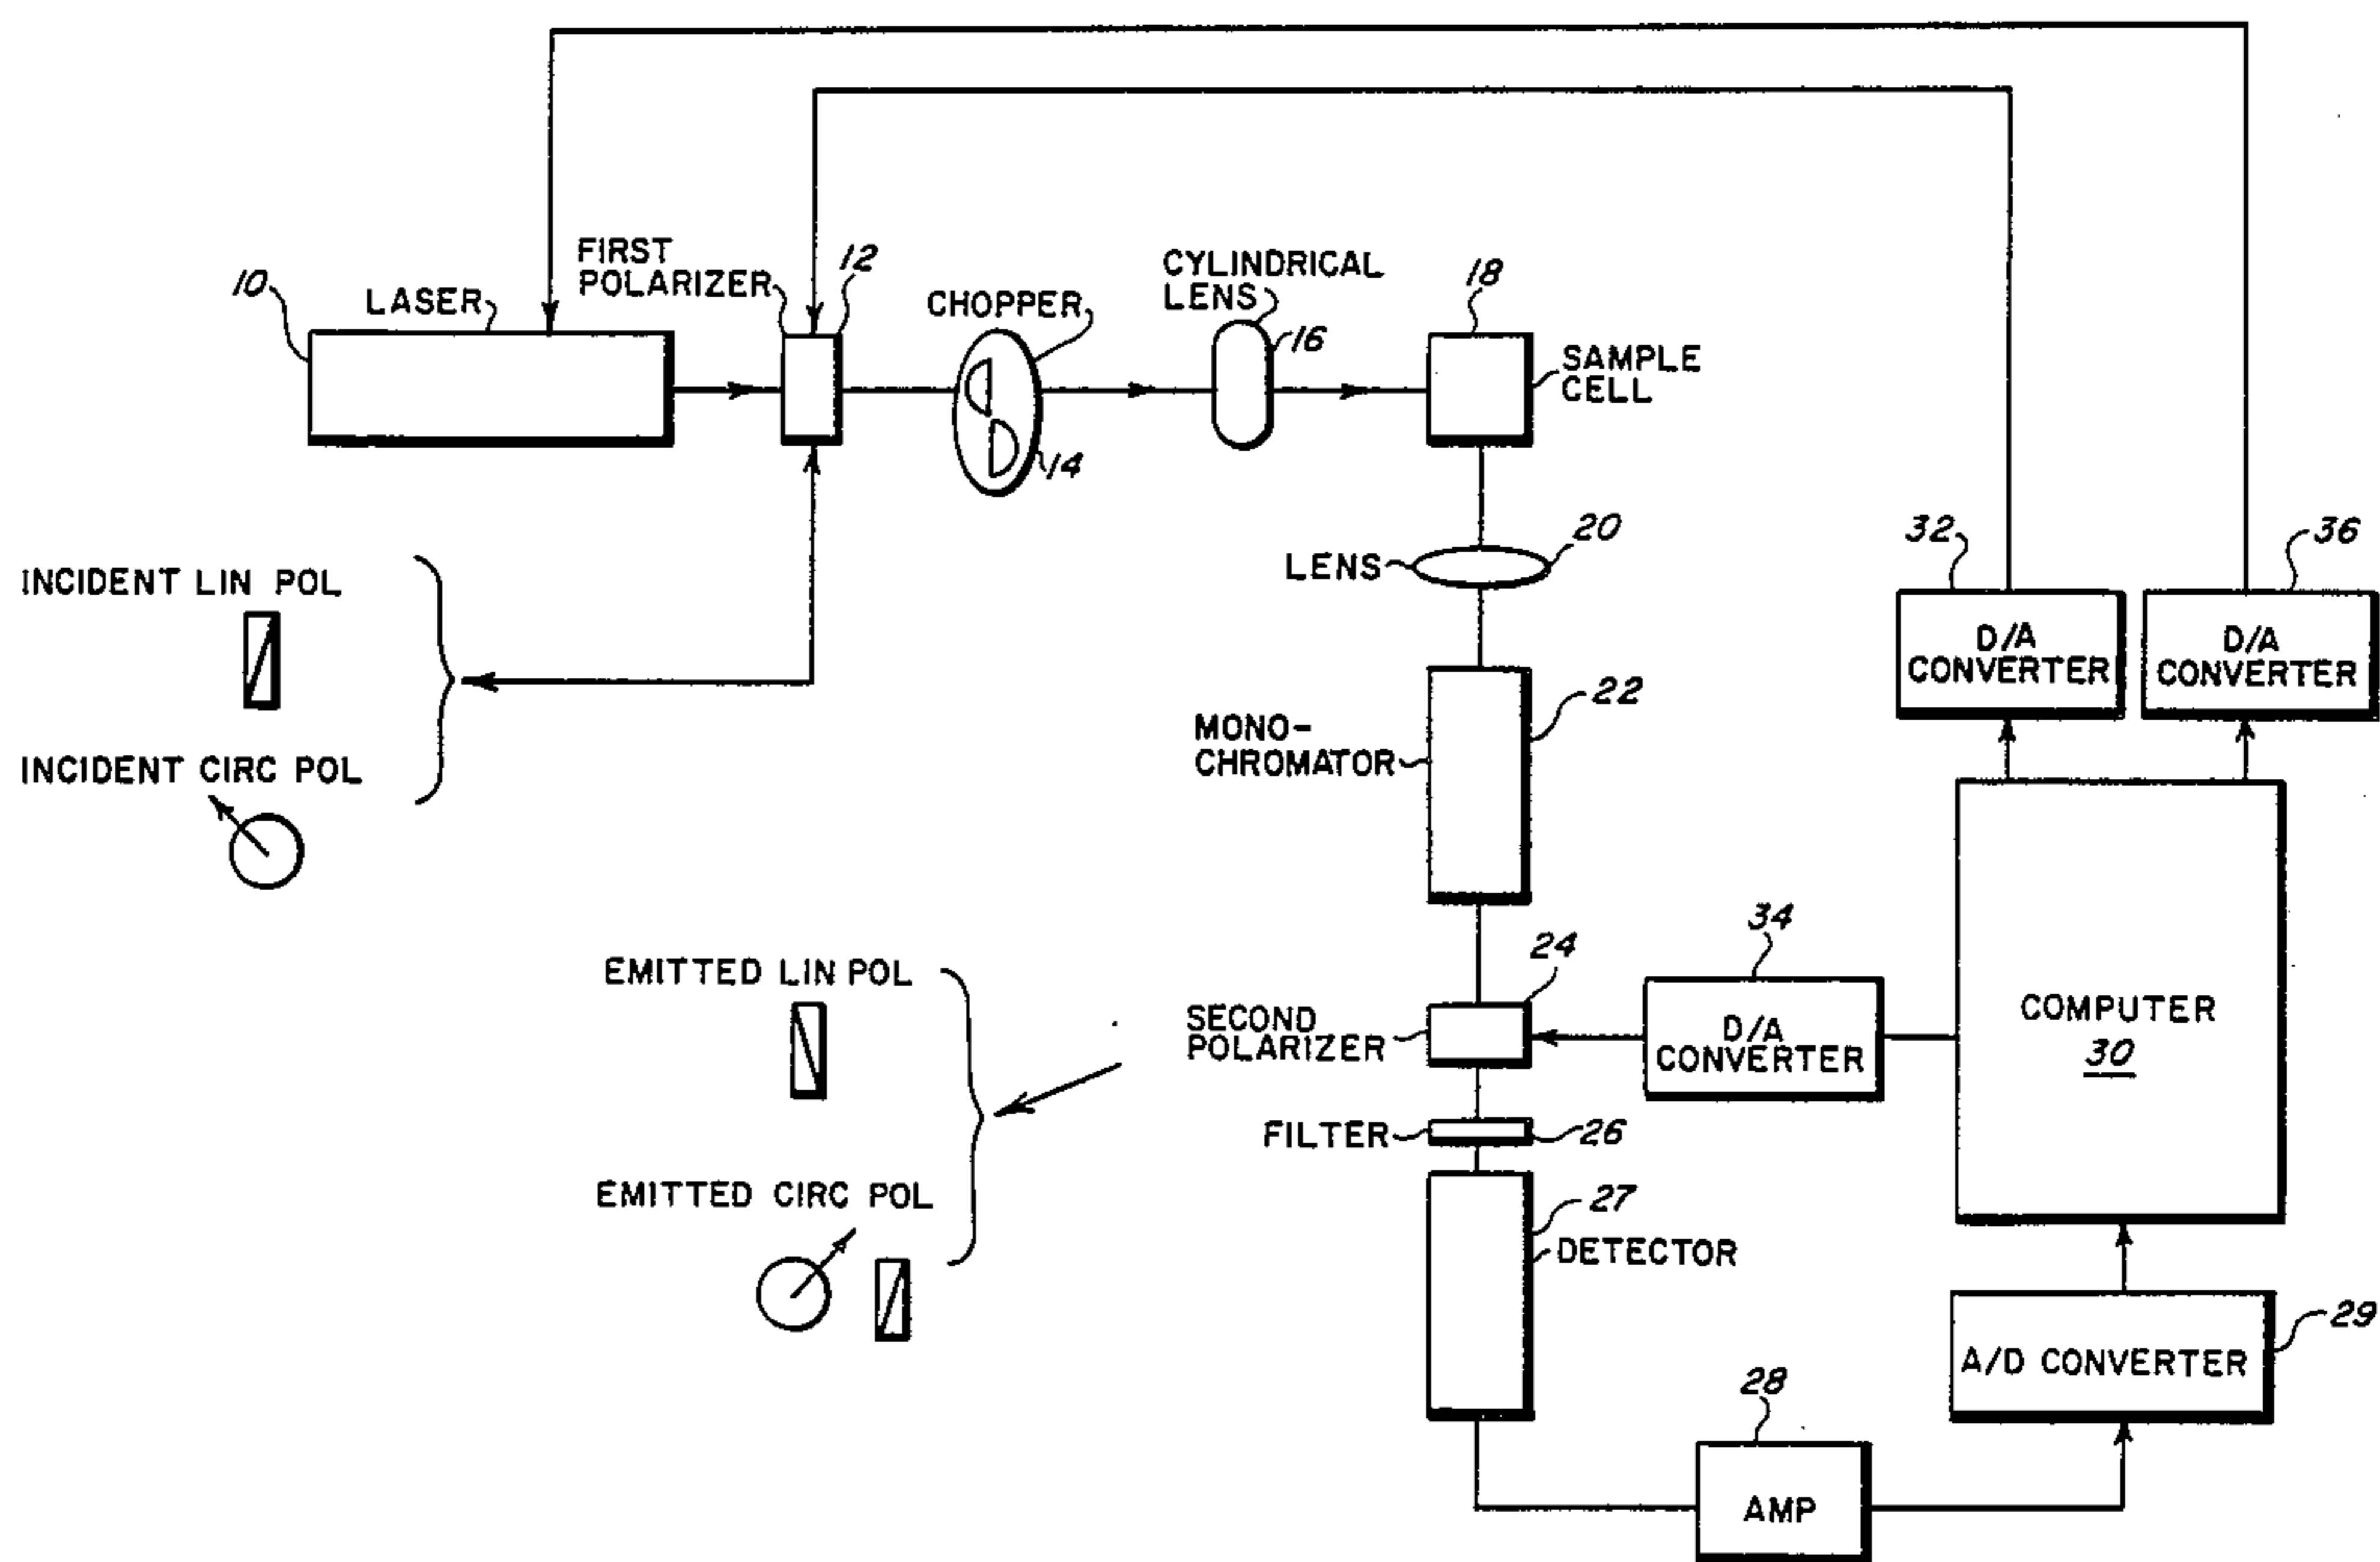 10
LASER
FIRST
POLARIZER
12
CHOPPER
14
CYLINDRICAL
LENS
16
18
SAMPLE
CELL
INCIDENT LIN POL
INCIDENT CIRC POL
LENS
20
32
D/A
CONVERTER
36
D/A
CONVERTER
MONO-
CHROMATOR
22
EMITTED LIN POL
EMITTED CIRC POL
SECOND
POLARIZER
24
34
D/A
CONVERTER
COMPUTER
30
FILTER
26
27
DETECTOR
28
AMP
A/D CONVERTER
29